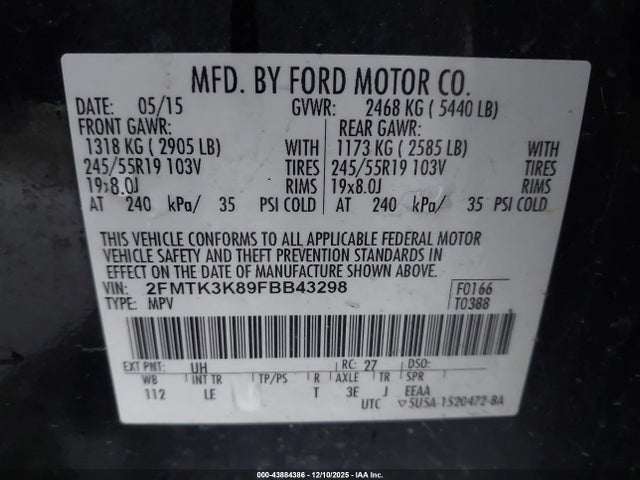 MFD. BY FORD MOTOR CO.
DATE: 05/15 GVWR: 2468 KG ( 5440 LB)
FRONT GAWR: REAR GAWR:
1318 KG ( 2905 LB) WITH 1173 KG ( 2585 LB) WITH
245/55R19 103V TIRES 245/55R19 103V TIRES
19x8.0J RIMS 19x8.0J RIMS
AT 240 kPa/ 35 PSI COLD AT 240 kPa/ 35 PSI COLD
THIS VEHICLE CONFORMS TO ALL APPLICABLE FEDERAL MOTOR
VEHICLE SAFETY AND THEFT PREVENTION STANDARDS IN
EFFECT ON THE DATE OF MANUFACTURE SHOWN ABOVE.
VIN: 2FMTK3K89FBB43298 F0166
TYPE: MPV T0388
EXT PNT: UH RC: 27 DSO:
WB INT TR TP/PS R AXLE TR SPR
112 LE T 3E J EEAA
UTC ▽5U5A-1520472-BA
000-43884386 - 12/10/2025 - IAA Inc.